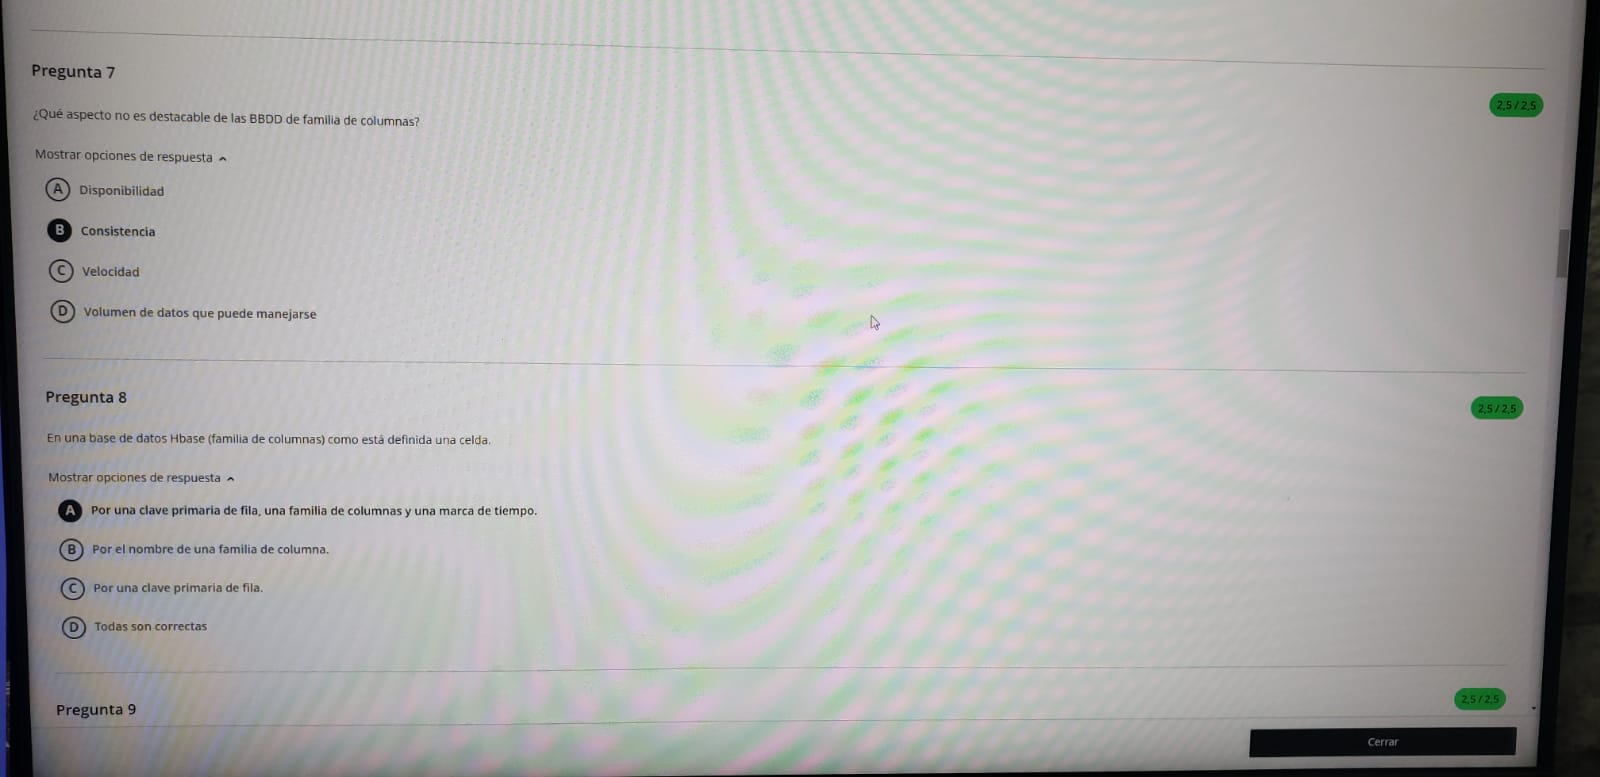 Pregunta 7
2,5 / 2,5
¿Qué aspecto no es destacable de las BBDD de familia de columnas?
Mostrar opciones de respuesta
A Disponibilidad
B Consistencia
C Velocidad
D Volumen de datos que puede manejarse
Pregunta 8
2,5 / 2,5
En una base de datos Hbase (familia de columnas) como está definida una celda.
Mostrar opciones de respuesta
A Por una clave primaria de fila, una familia de columnas y una marca de tiempo.
B Por el nombre de una familia de columna.
C Por una clave primaria de fila.
D Todas son correctas
Pregunta 9
2,5 / 2,5
Cerrar